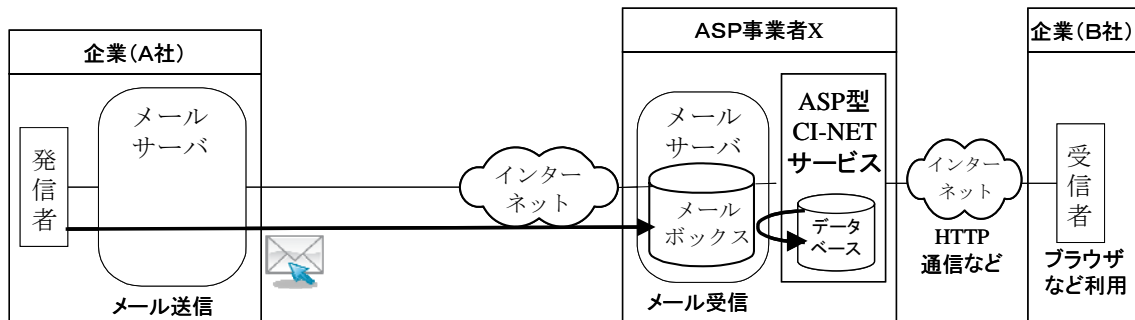 企業(A社)
発信者
メール
サーバ
メール送信
インター
ネット
ASP事業者X
メール
サーバ
メール
ボックス
メール受信
ASP型
CI-NET
サービス
データ
ベース
インター
ネット
HTTP
通信など
企業(B社)
受信者
ブラウザ
など利用